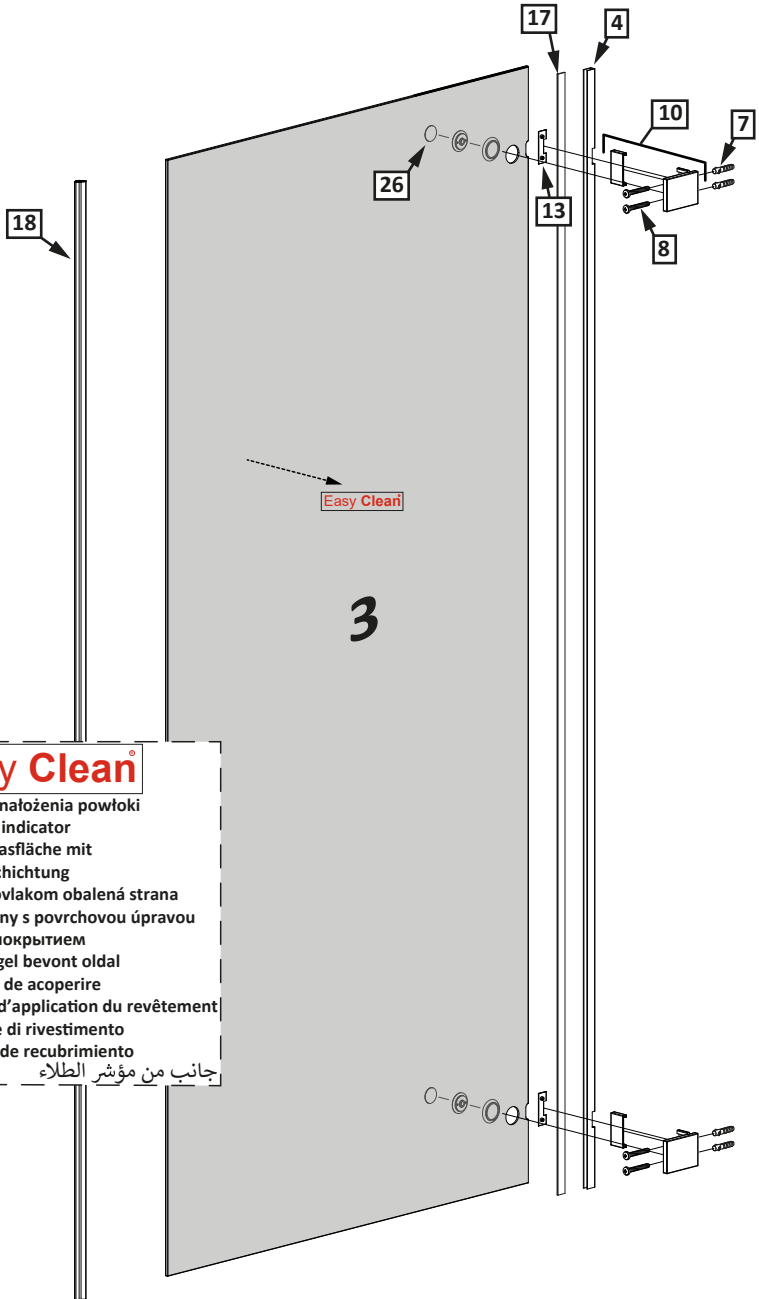 17
4
10
7
26
13
18
8
Easy Clean
3
y Clean®
nałożenia powłoki
indicator
asfläche mit
chichtung
ovlakom obalená strana
ny s povrchovou úpravou
покрытием
gel bevont oldal
de acoperire
d'application du revêtement
e di rivestimento
de recubrimiento
جانب من مؤشر الطلاء